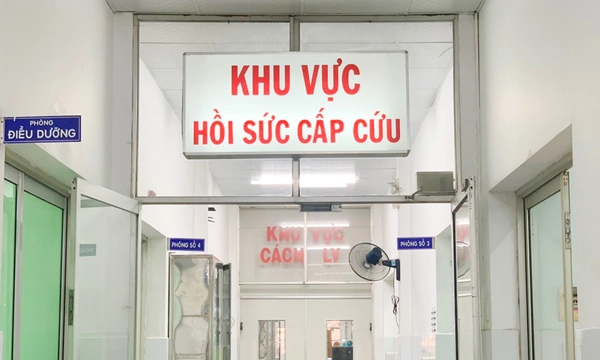 KHU VỰC
HỒI SỨC CẤP CỨU
PHÒNG
ĐIỀU DƯỠNG
PHÒNG SỐ 4
PHÒNG SỐ 3
KHU VỰC
CÁCH LY